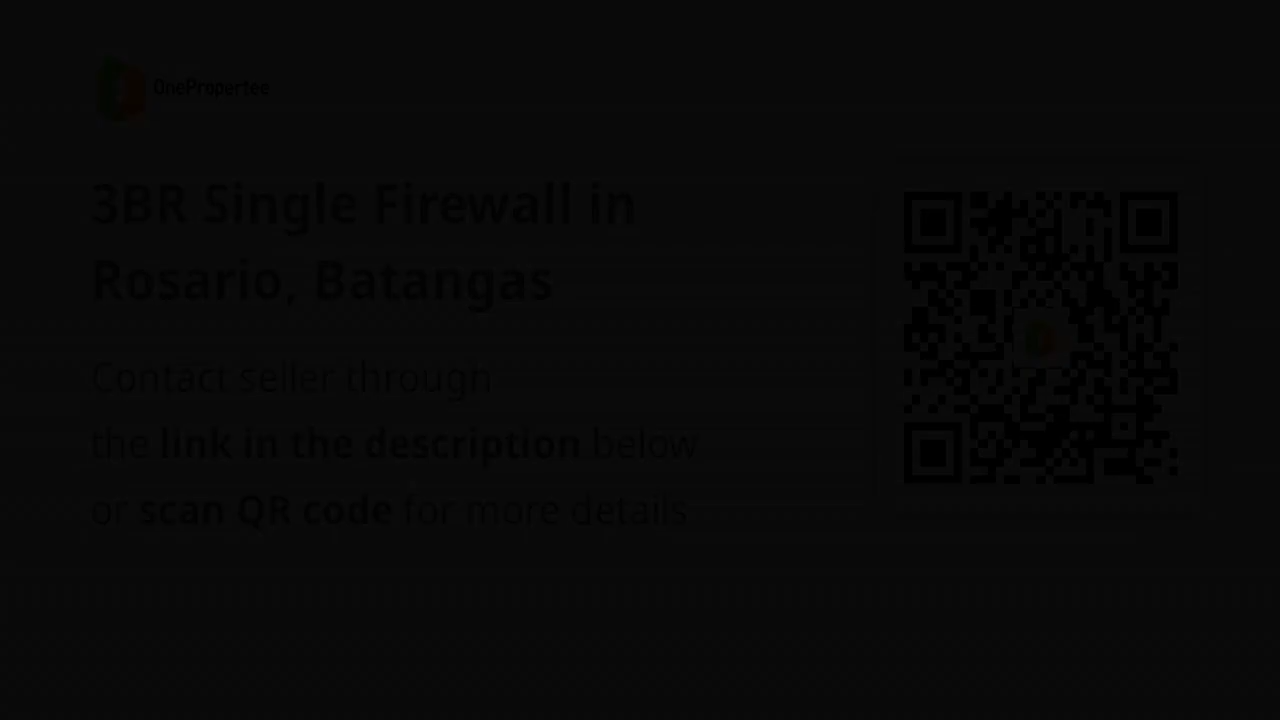 OnePropertee
3BR Single Firewall in
Rosario, Batangas
Contact seller through
the link in the description below
or scan QR code for more details